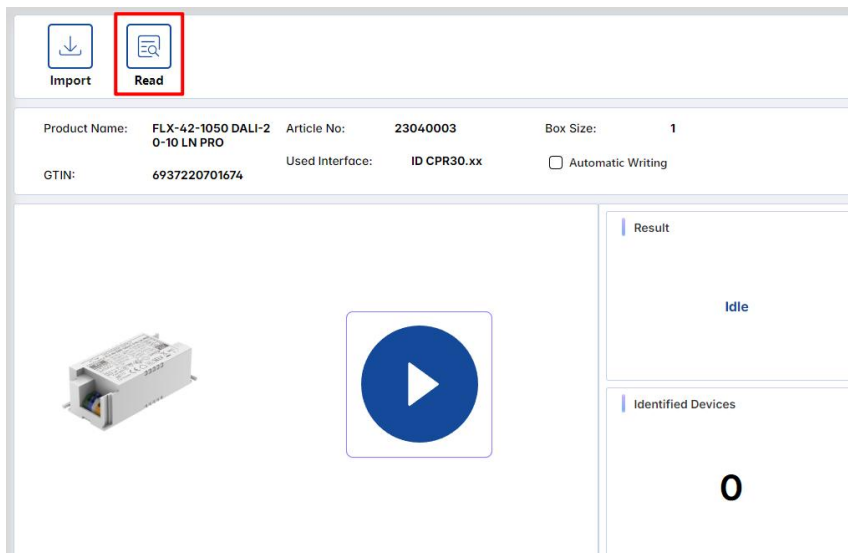 Import Read
Product Name: FLX-42-1050 DALI-2 Article No: 23040003 Box Size: 1
0-10 LN PRO
Used Interface: ID CPR30.xx Automatic Writing
GTIN: 6937220701674
Result
Idle
Identified Devices
0